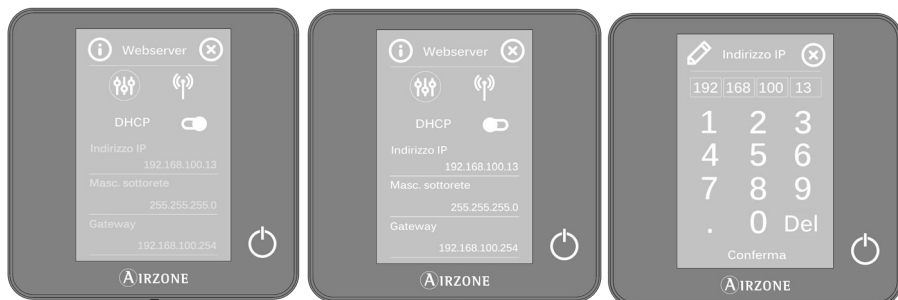 Webserver
DHCP
Indirizzo IP
192.168.100.13
Masc. sottorete
255.255.255.0
Gateway
192.168.100.254
AIRZONE
Webserver
DHCP
Indirizzo IP
192.168.100.13
Masc. sottorete
255.255.255.0
Gateway
192.168.100.254
AIRZONE
Indirizzo IP
192 168 100 13
1 2 3
4 5 6
7 8 9
. 0 Del
Conferma
AIRZONE